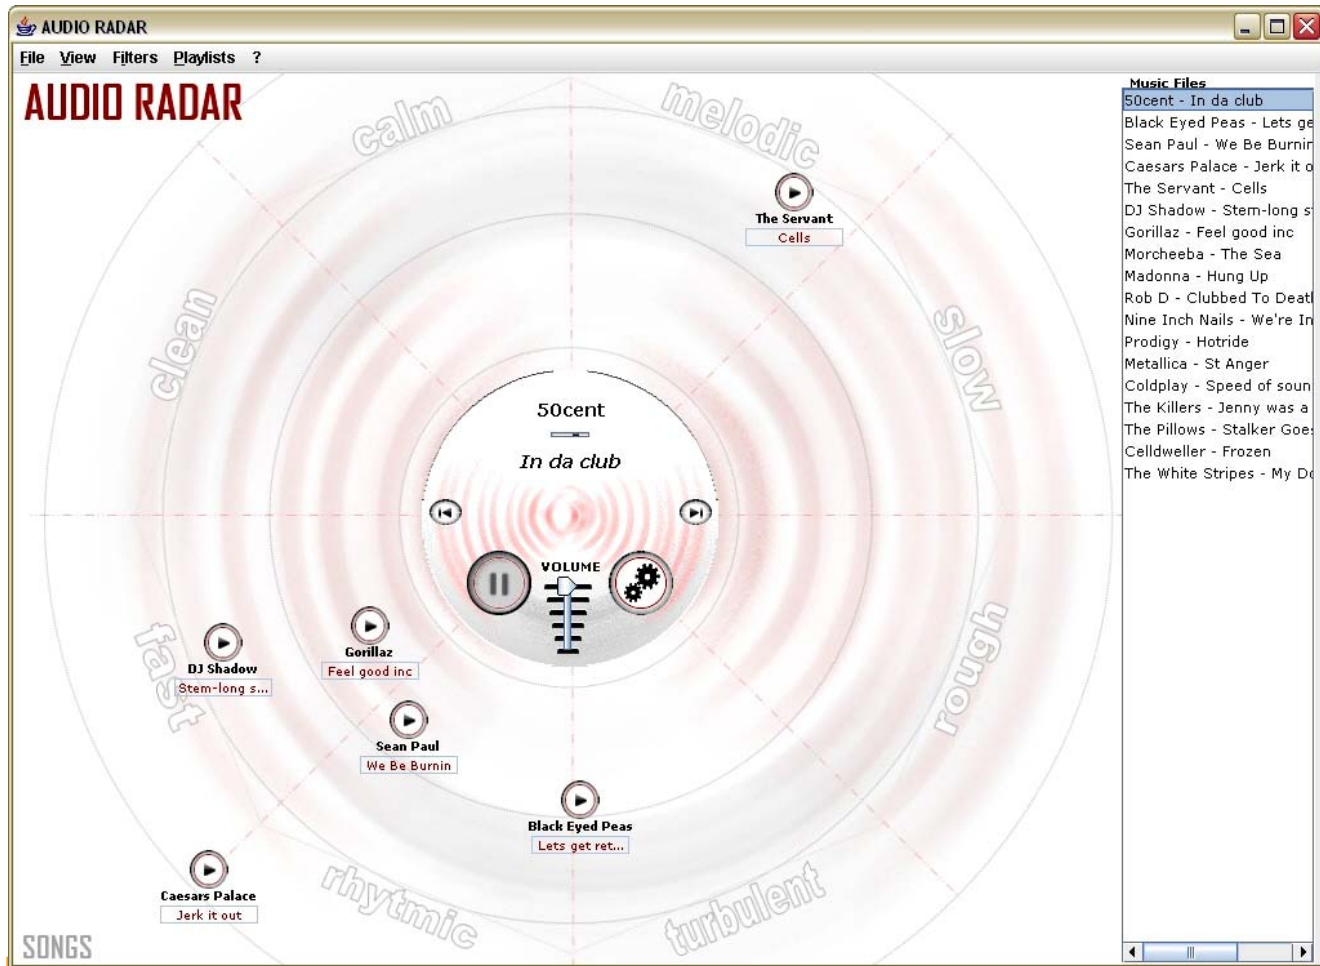 AUDIO RADAR
File View Filters Playlists ?
AUDIO RADAR
calm
melodic
clean
slow
fast
rough
rhytmic
turbulent
The Servant
Cells
50cent
In da club
VOLUME
DJ Shadow
Stem-long s...
Gorillaz
Feel good inc
Sean Paul
We Be Burnin
Black Eyed Peas
Lets get ret...
Caesars Palace
Jerk it out
SONGS
Music Files
50cent - In da club
Black Eyed Peas - Lets ge
Sean Paul - We Be Burnin
Caesars Palace - Jerk it o
The Servant - Cells
DJ Shadow - Stem-long s
Gorillaz - Feel good inc
Morcheeba - The Sea
Madonna - Hung Up
Rob D - Clubbed To Deatl
Nine Inch Nails - We're In
Prodigy - Hotride
Metallica - St Anger
Coldplay - Speed of soun
The Killers - Jenny was a
The Pillows - Stalker Goe
Celldweller - Frozen
The White Stripes - My Do